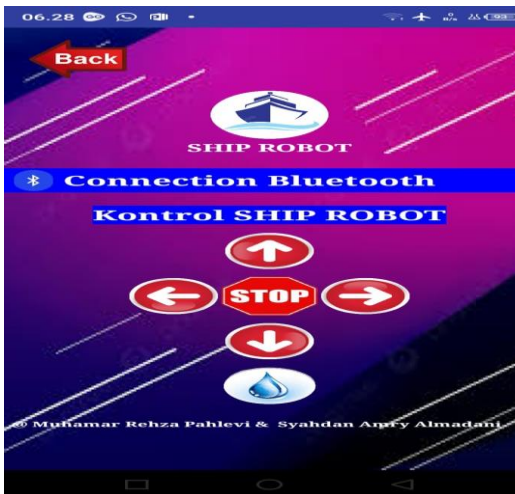 06.28
Back
SHIP ROBOT
Connection Bluetooth
Kontrol SHIP ROBOT
STOP
@ Muhamar Rehza Pahlevi & Syahdan Amry Almadani